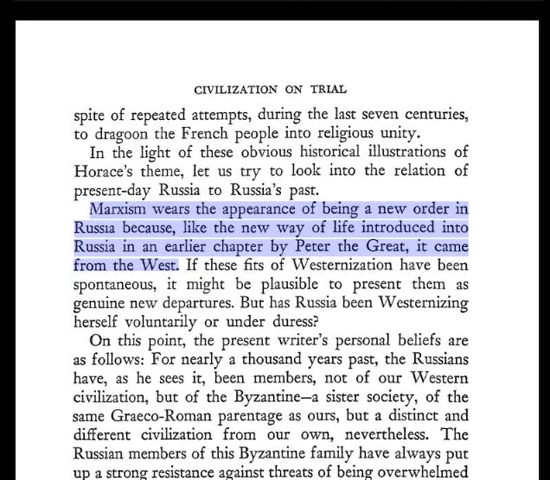 CIVILIZATION ON TRIAL
spite of repeated attempts, during the last seven centuries,
to dragoon the French people into religious unity.
In the light of these obvious historical illustrations of
Horace's theme, let us try to look into the relation of
present-day Russia to Russia's past.
Marxism wears the appearance of being a new order in
Russia because, like the new way of life introduced into
Russia in an earlier chapter by Peter the Great, it came
from the West. If these fits of Westernization have been
spontaneous, it might be plausible to present them as
genuine new departures. But has Russia been Westernizing
herself voluntarily or under duress?
On this point, the present writer's personal beliefs are
as follows: For nearly a thousand years past, the Russians
have, as he sees it, been members, not of our Western
civilization, but of the Byzantine—a sister society, of the
same Graeco-Roman parentage as ours, but a distinct and
different civilization from our own, nevertheless. The
Russian members of this Byzantine family have always put
up a strong resistance against threats of being overwhelmed